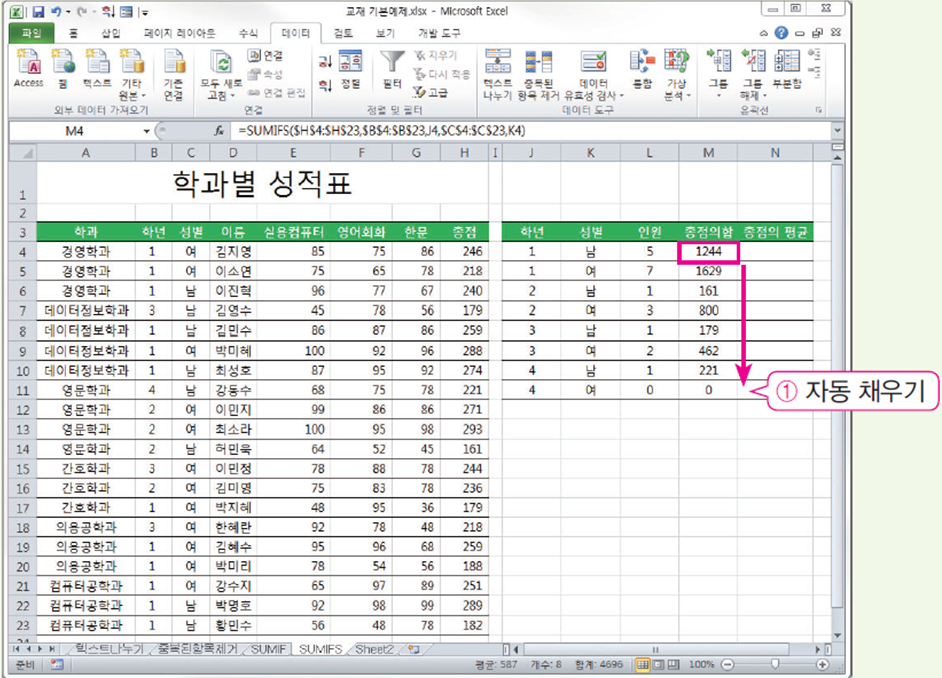 교재 기본예제.xlsx - Microsoft Excel
파일 홈 삽입 페이지 레이아웃 수식 데이터 검토 보기 개발 도구
Access 웹 텍스트 기타 원본 기존 연결 모두 새로 고침 연결 속성 연결 편집 정렬 필터 지우기 다시 적용 고급 텍스트 나누기 중복된 항목 제거 데이터 유효성 검사 통합 가상 분석 그룹 그룹 해제 부분합
외부 데이터 가져오기 연결 정렬 및 필터 데이터 도구 윤곽선
M4 fx =SUMIFS($H$4:$H$23,$B$4:$B$23,J4,$C$4:$C$23,K4)
A B C D E F G H I J K L M N
1 학과별 성적표
2
3 학과 학년 성별 이름 실용컴퓨터 영어회화 한문 총점 학년 성별 인원 총점의합 총점의 평균
4 경영학과 1 여 김지영 85 75 86 246 1 남 5 1244
5 경영학과 1 여 이소연 75 65 78 218 1 여 7 1629
6 경영학과 1 남 이진혁 96 77 67 240 2 남 1 161
7 데이터정보학과 3 남 김영수 45 78 56 179 2 여 3 800
8 데이터정보학과 1 남 김민수 86 87 86 259 3 남 1 179
9 데이터정보학과 1 여 박미혜 100 92 96 288 3 여 2 462
10 데이터정보학과 1 남 최성호 87 95 92 274 4 남 1 221
11 영문학과 4 남 강동수 68 75 78 221 4 여 0 0
① 자동 채우기
12 영문학과 2 여 이민지 99 86 86 271
13 영문학과 2 여 최소라 100 95 98 293
14 영문학과 2 남 허민욱 64 52 45 161
15 간호학과 3 여 이민정 78 88 78 244
16 간호학과 2 여 김미영 75 83 78 236
17 간호학과 1 여 박지혜 48 95 36 179
18 의용공학과 3 여 한혜란 92 78 48 218
19 의용공학과 1 여 김혜수 95 96 68 259
20 의용공학과 1 여 박미리 78 54 56 188
21 컴퓨터공학과 1 여 강수지 65 97 89 251
22 컴퓨터공학과 1 남 박영호 92 98 99 289
23 컴퓨터공학과 1 남 황민수 56 48 78 182
텍스트나누기 중복된항목제거 SUMIF SUMIFS Sheet2
준비 평균: 587 개수: 8 합계: 4696 100%